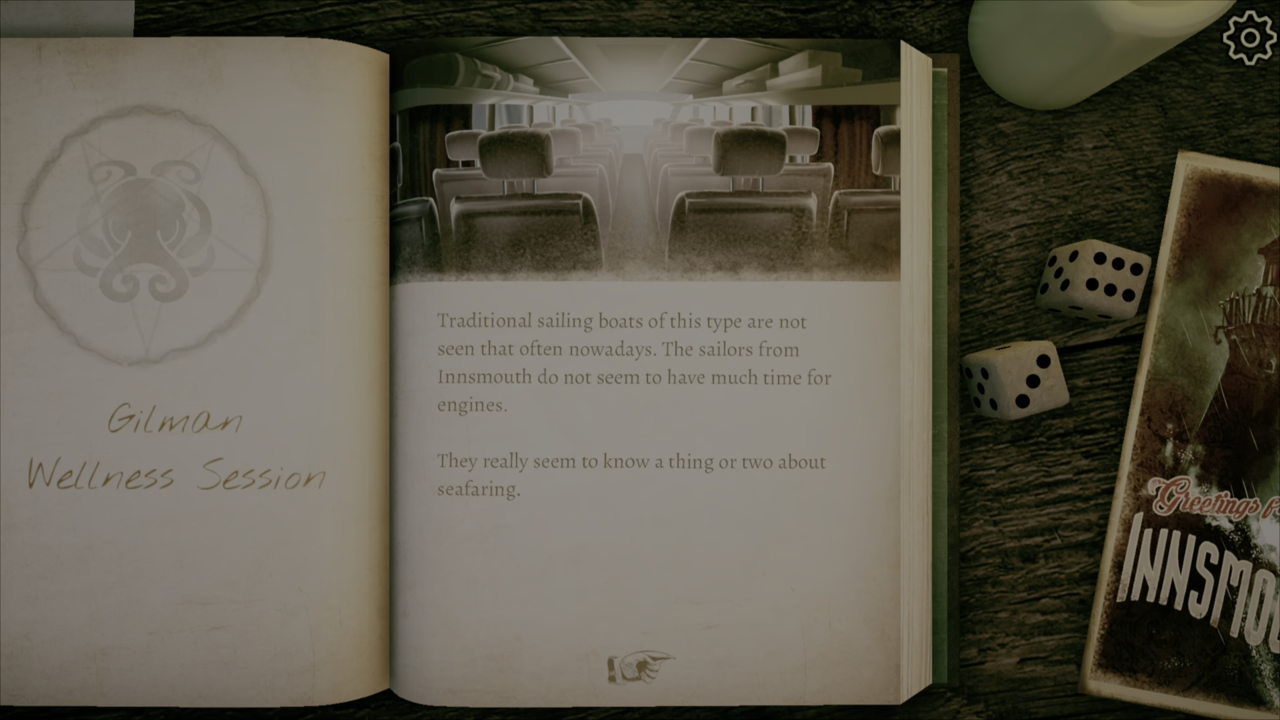 Gilman
Wellness Session
Traditional sailing boats of this type are not
seen that often nowadays. The sailors from
Innsmouth do not seem to have much time for
engines.
They really seem to know a thing or two about
seafaring.
Greetings